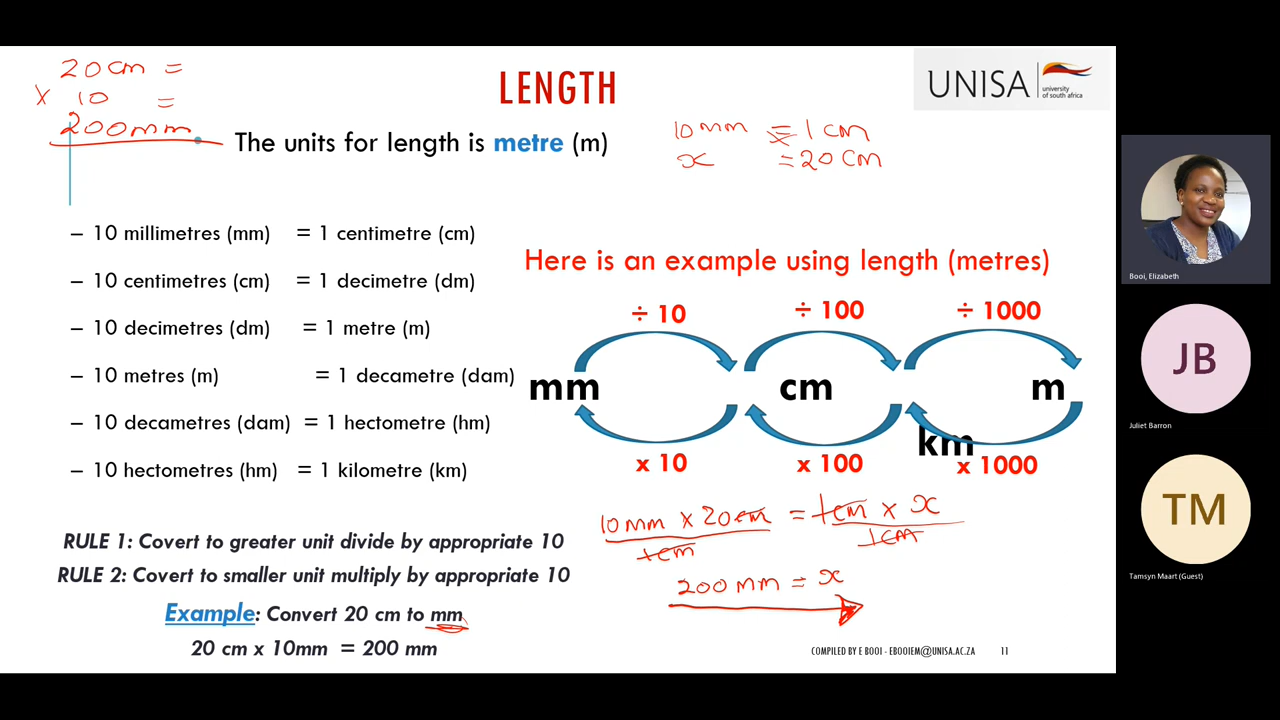 20 cm =
x 10 =
200mm
LENGTH
UNISA
university
of south africa
The units for length is metre (m)
10 mm = 1 cm
x = 20 cm
– 10 millimetres (mm) = 1 centimetre (cm)
– 10 centimetres (cm) = 1 decimetre (dm)
– 10 decimetres (dm) = 1 metre (m)
– 10 metres (m) = 1 decametre (dam)
– 10 decametres (dam) = 1 hectometre (hm)
– 10 hectometres (hm) = 1 kilometre (km)
Here is an example using length (metres)
÷ 10 ÷ 100 ÷ 1000
mm cm m
km
x 10 x 100 x 1000
10mm x 20cm = 1cm x x
1cm 1cm
200 mm = x
RULE 1: Covert to greater unit divide by appropriate 10
RULE 2: Covert to smaller unit multiply by appropriate 10
Example: Convert 20 cm to mm
20 cm x 10mm = 200 mm
COMPILED BY E BOOI - EBOOIEM@UNISA.AC.ZA 11
Booi, Elizabeth
JB
Juliet Barron
TM
Tamsyn Maart (Guest)